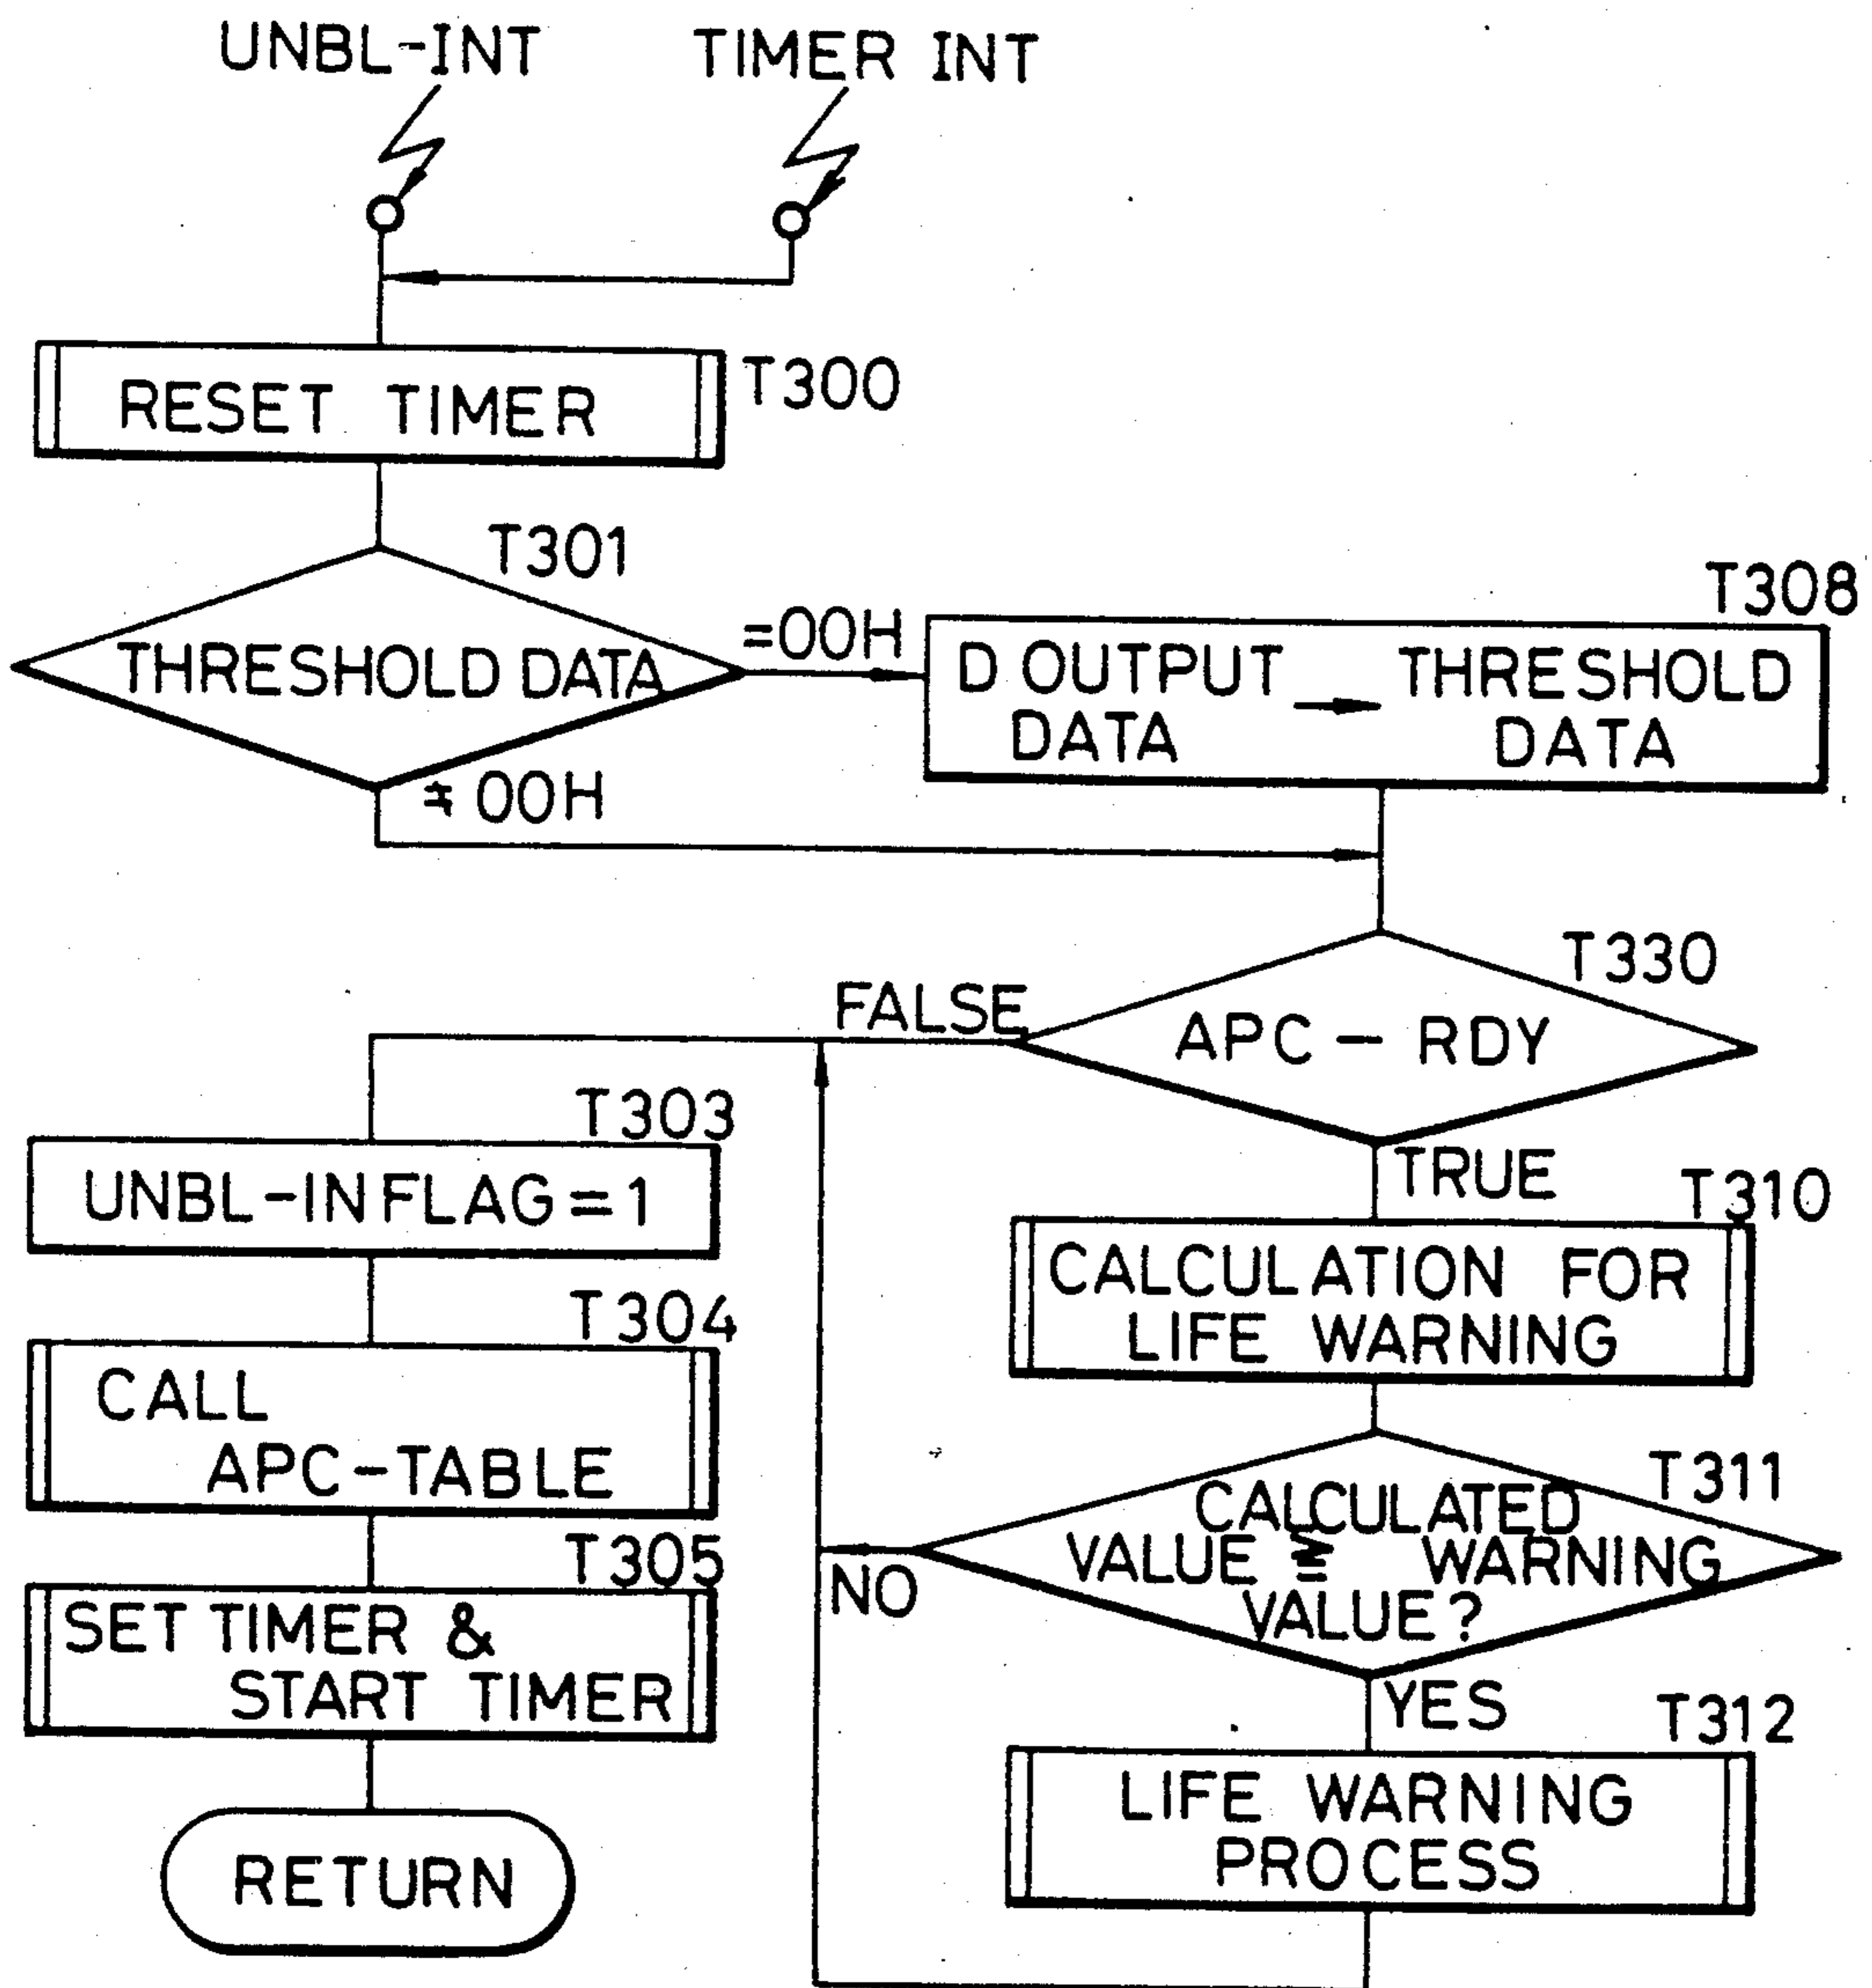 UNBL-INT
TIMER INT
RESET TIMER
T300
T301
THRESHOLD DATA
=00H
≠ 00H
T308
D OUTPUT → THRESHOLD
DATA DATA
T330
APC - RDY
FALSE
TRUE
T303
UNBL-IN FLAG = 1
T304
CALL
APC-TABLE
T305
SET TIMER &
START TIMER
RETURN
T310
CALCULATION FOR
LIFE WARNING
T311
CALCULATED
VALUE ≧ WARNING
VALUE?
NO
YES
T312
LIFE WARNING
PROCESS